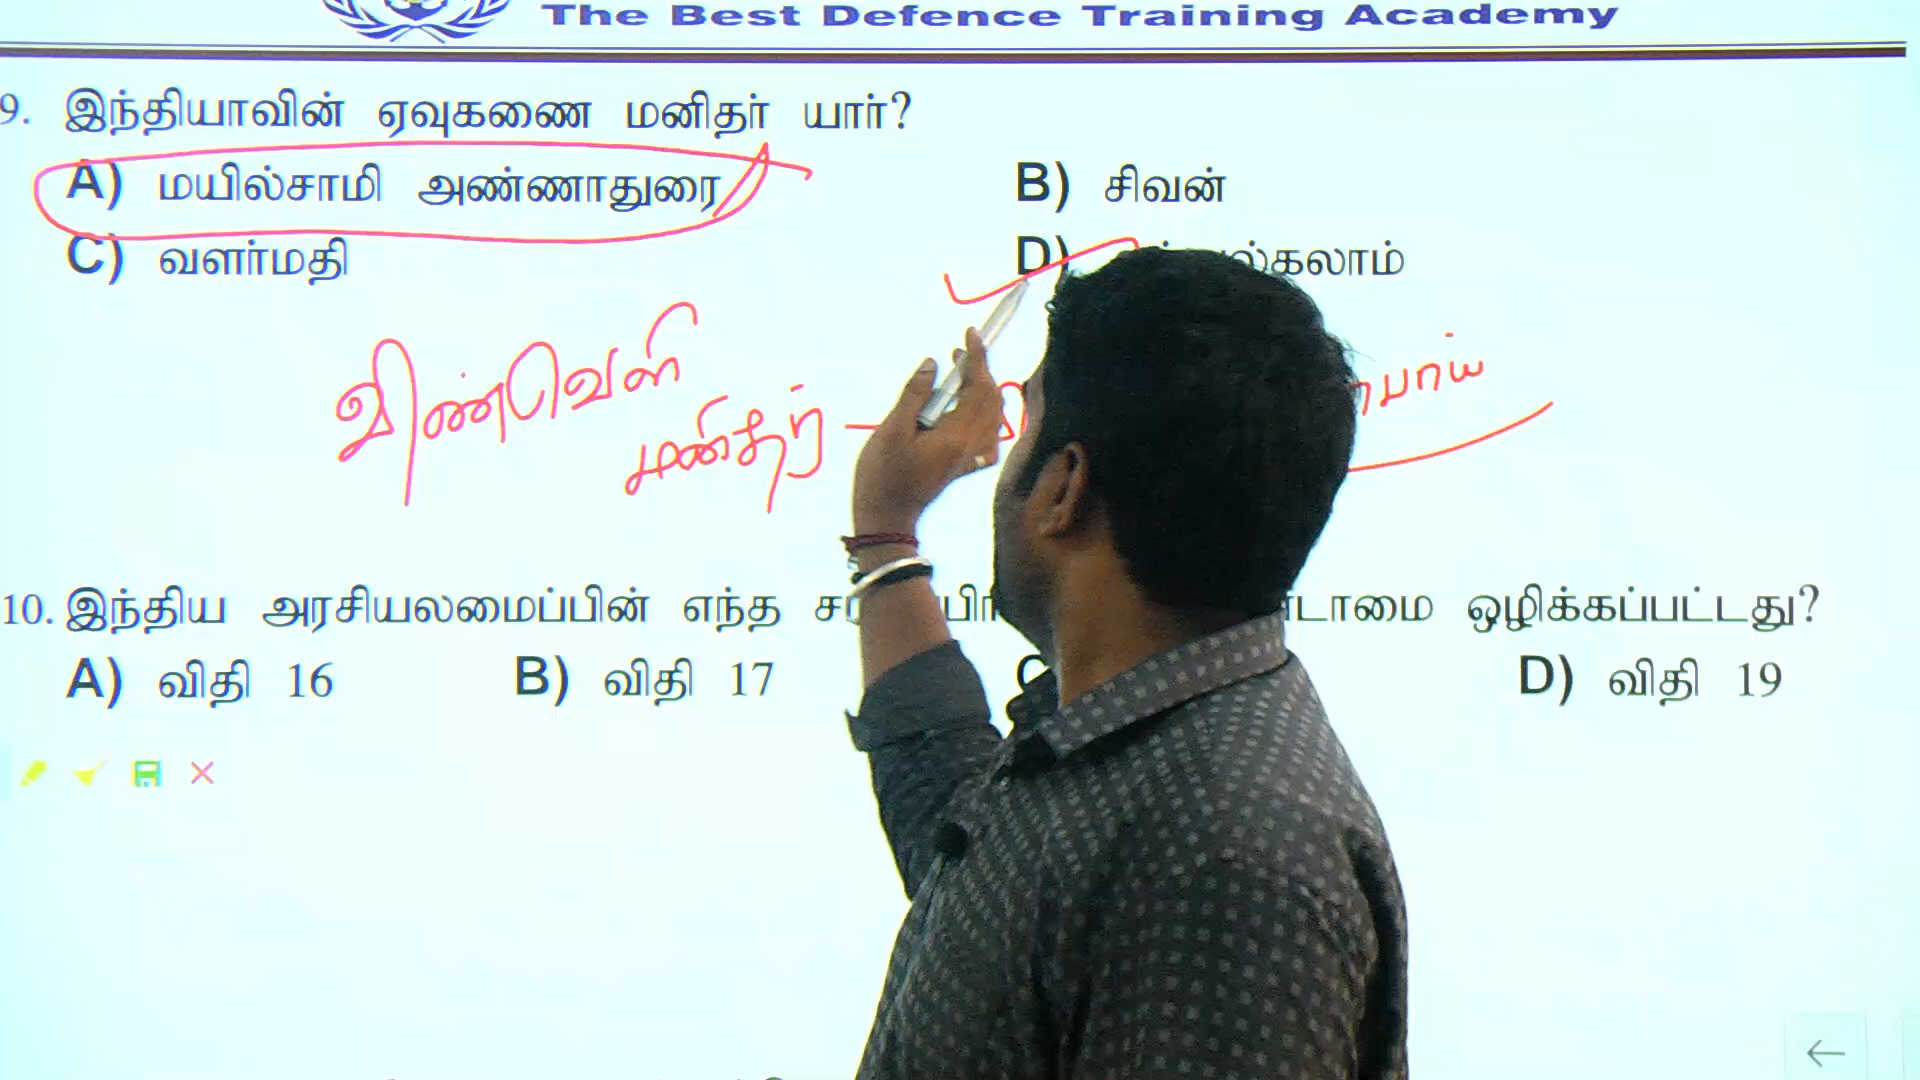 The Best Defence Training Academy
9. இந்தியாவின் ஏவுகணை மனிதர் யார்?
A) மயில்சாமி அண்ணாதுரை B) சிவன்
C) வளர்மதி D)
விண்வெளி
மனிதர் –
10. இந்திய அரசியலமைப்பின் எந்த ஒழிக்கப்பட்டது?
A) விதி 16 B) விதி 17 D) விதி 19